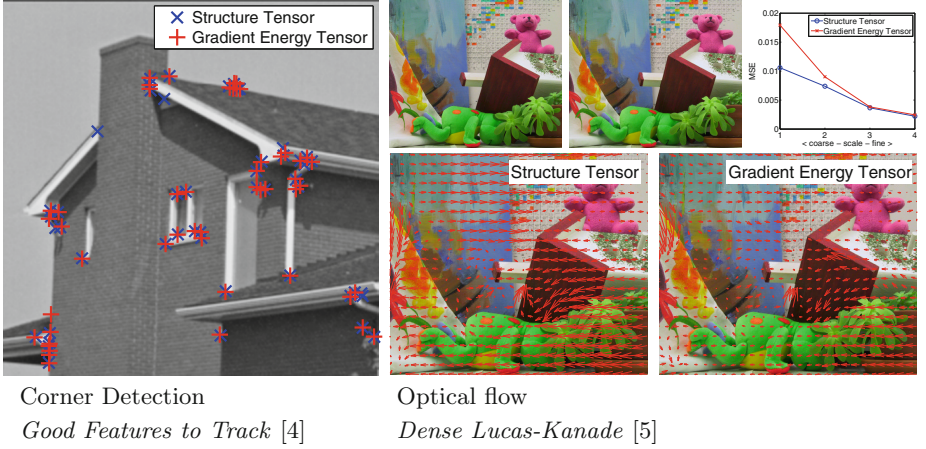 Structure Tensor
Gradient Energy Tensor
0.02
0.015
0.01
0.005
0
MSE
Structure Tensor
Gradient Energy Tensor
1 2 3 4
< coarse − scale − fine >
Structure Tensor
Gradient Energy Tensor
Corner Detection
Good Features to Track [4]
Optical flow
Dense Lucas-Kanade [5]